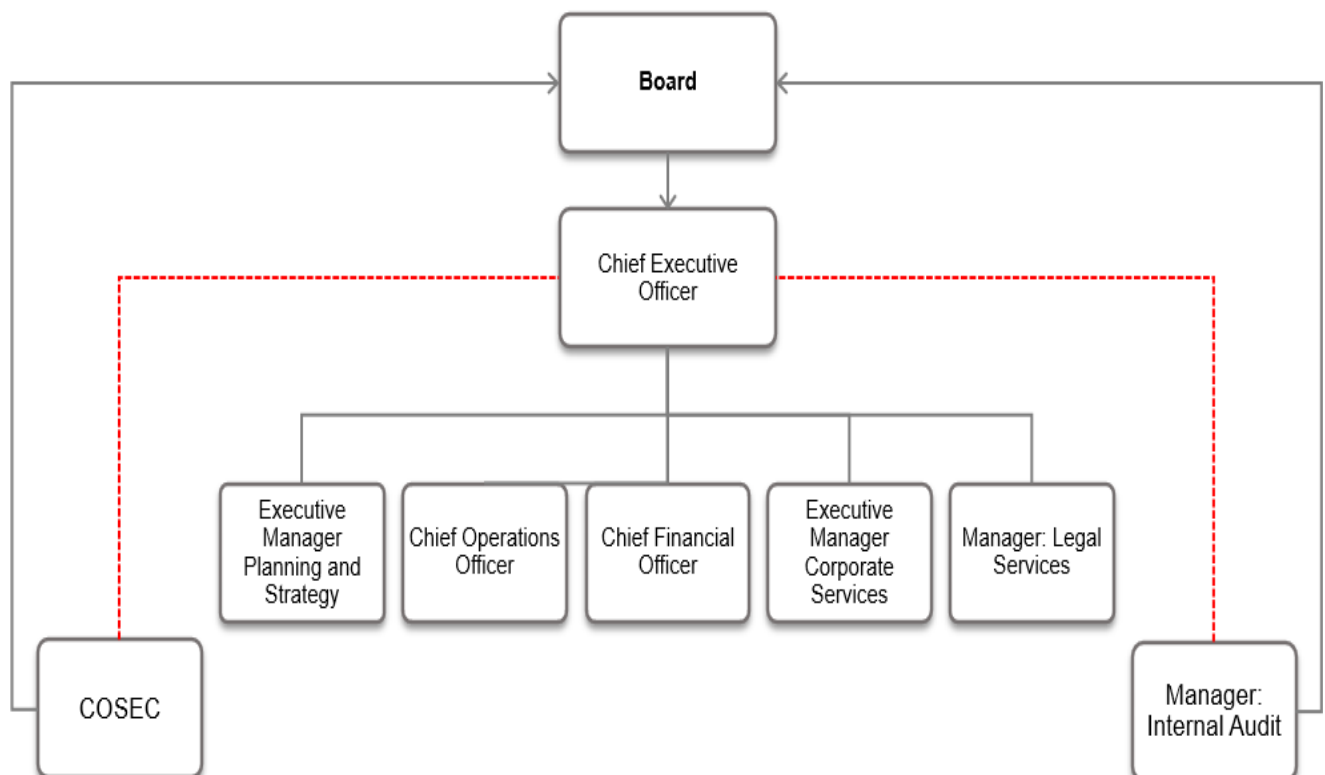 Board
Chief Executive
Officer
Executive
Manager
Planning and
Strategy
Chief Operations
Officer
Chief Financial
Officer
Executive
Manager
Corporate
Services
Manager: Legal
Services
COSEC
Manager:
Internal Audit